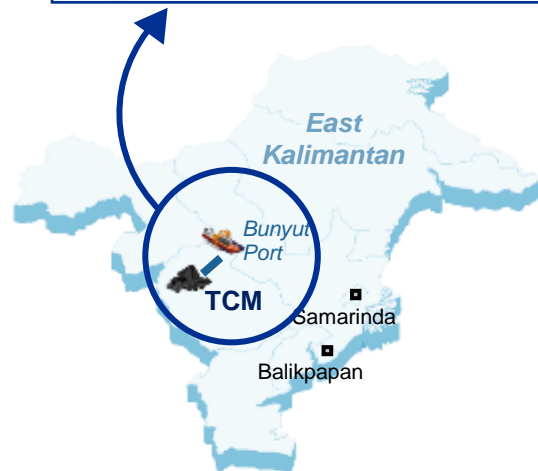 East
Kalimantan
Bunyut
Port
TCM
Samarinda
Balikpapan